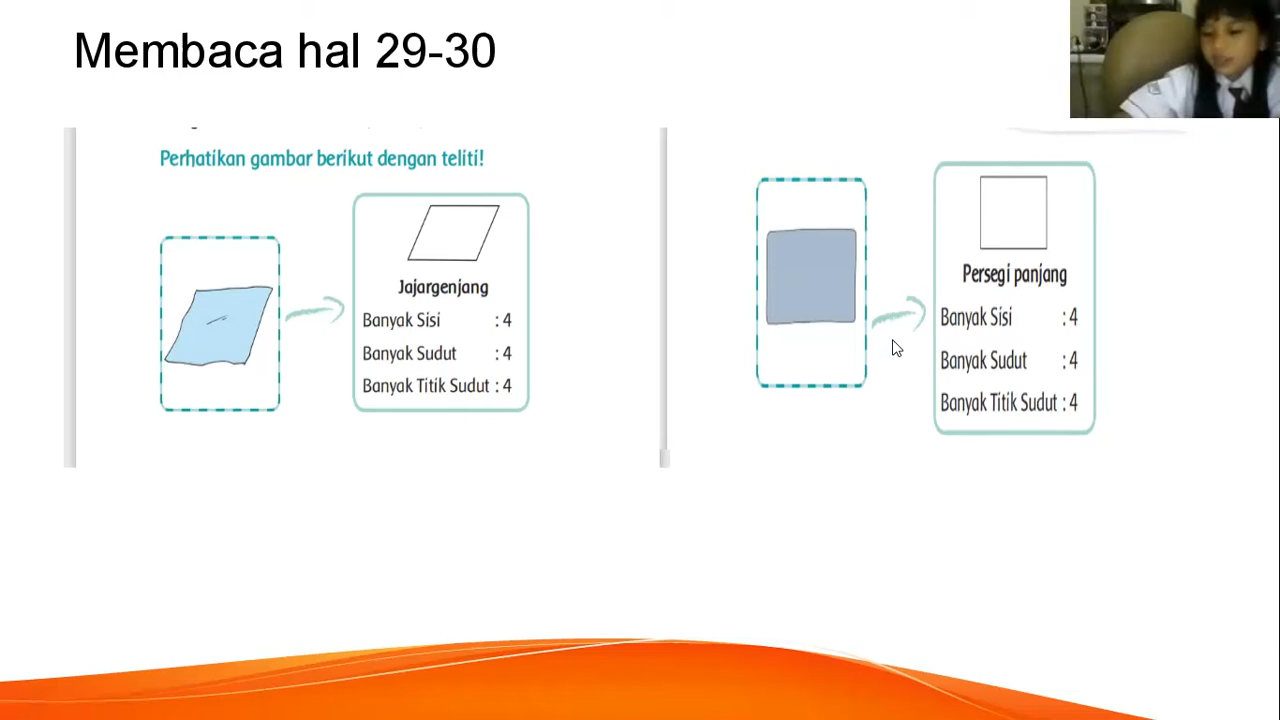 Membaca hal 29-30
Perhatikan gambar berikut dengan teliti!
Jajargenjang
Banyak Sisi : 4
Banyak Sudut : 4
Banyak Titik Sudut : 4
Persegi panjang
Banyak Sisi : 4
Banyak Sudut : 4
Banyak Titik Sudut : 4